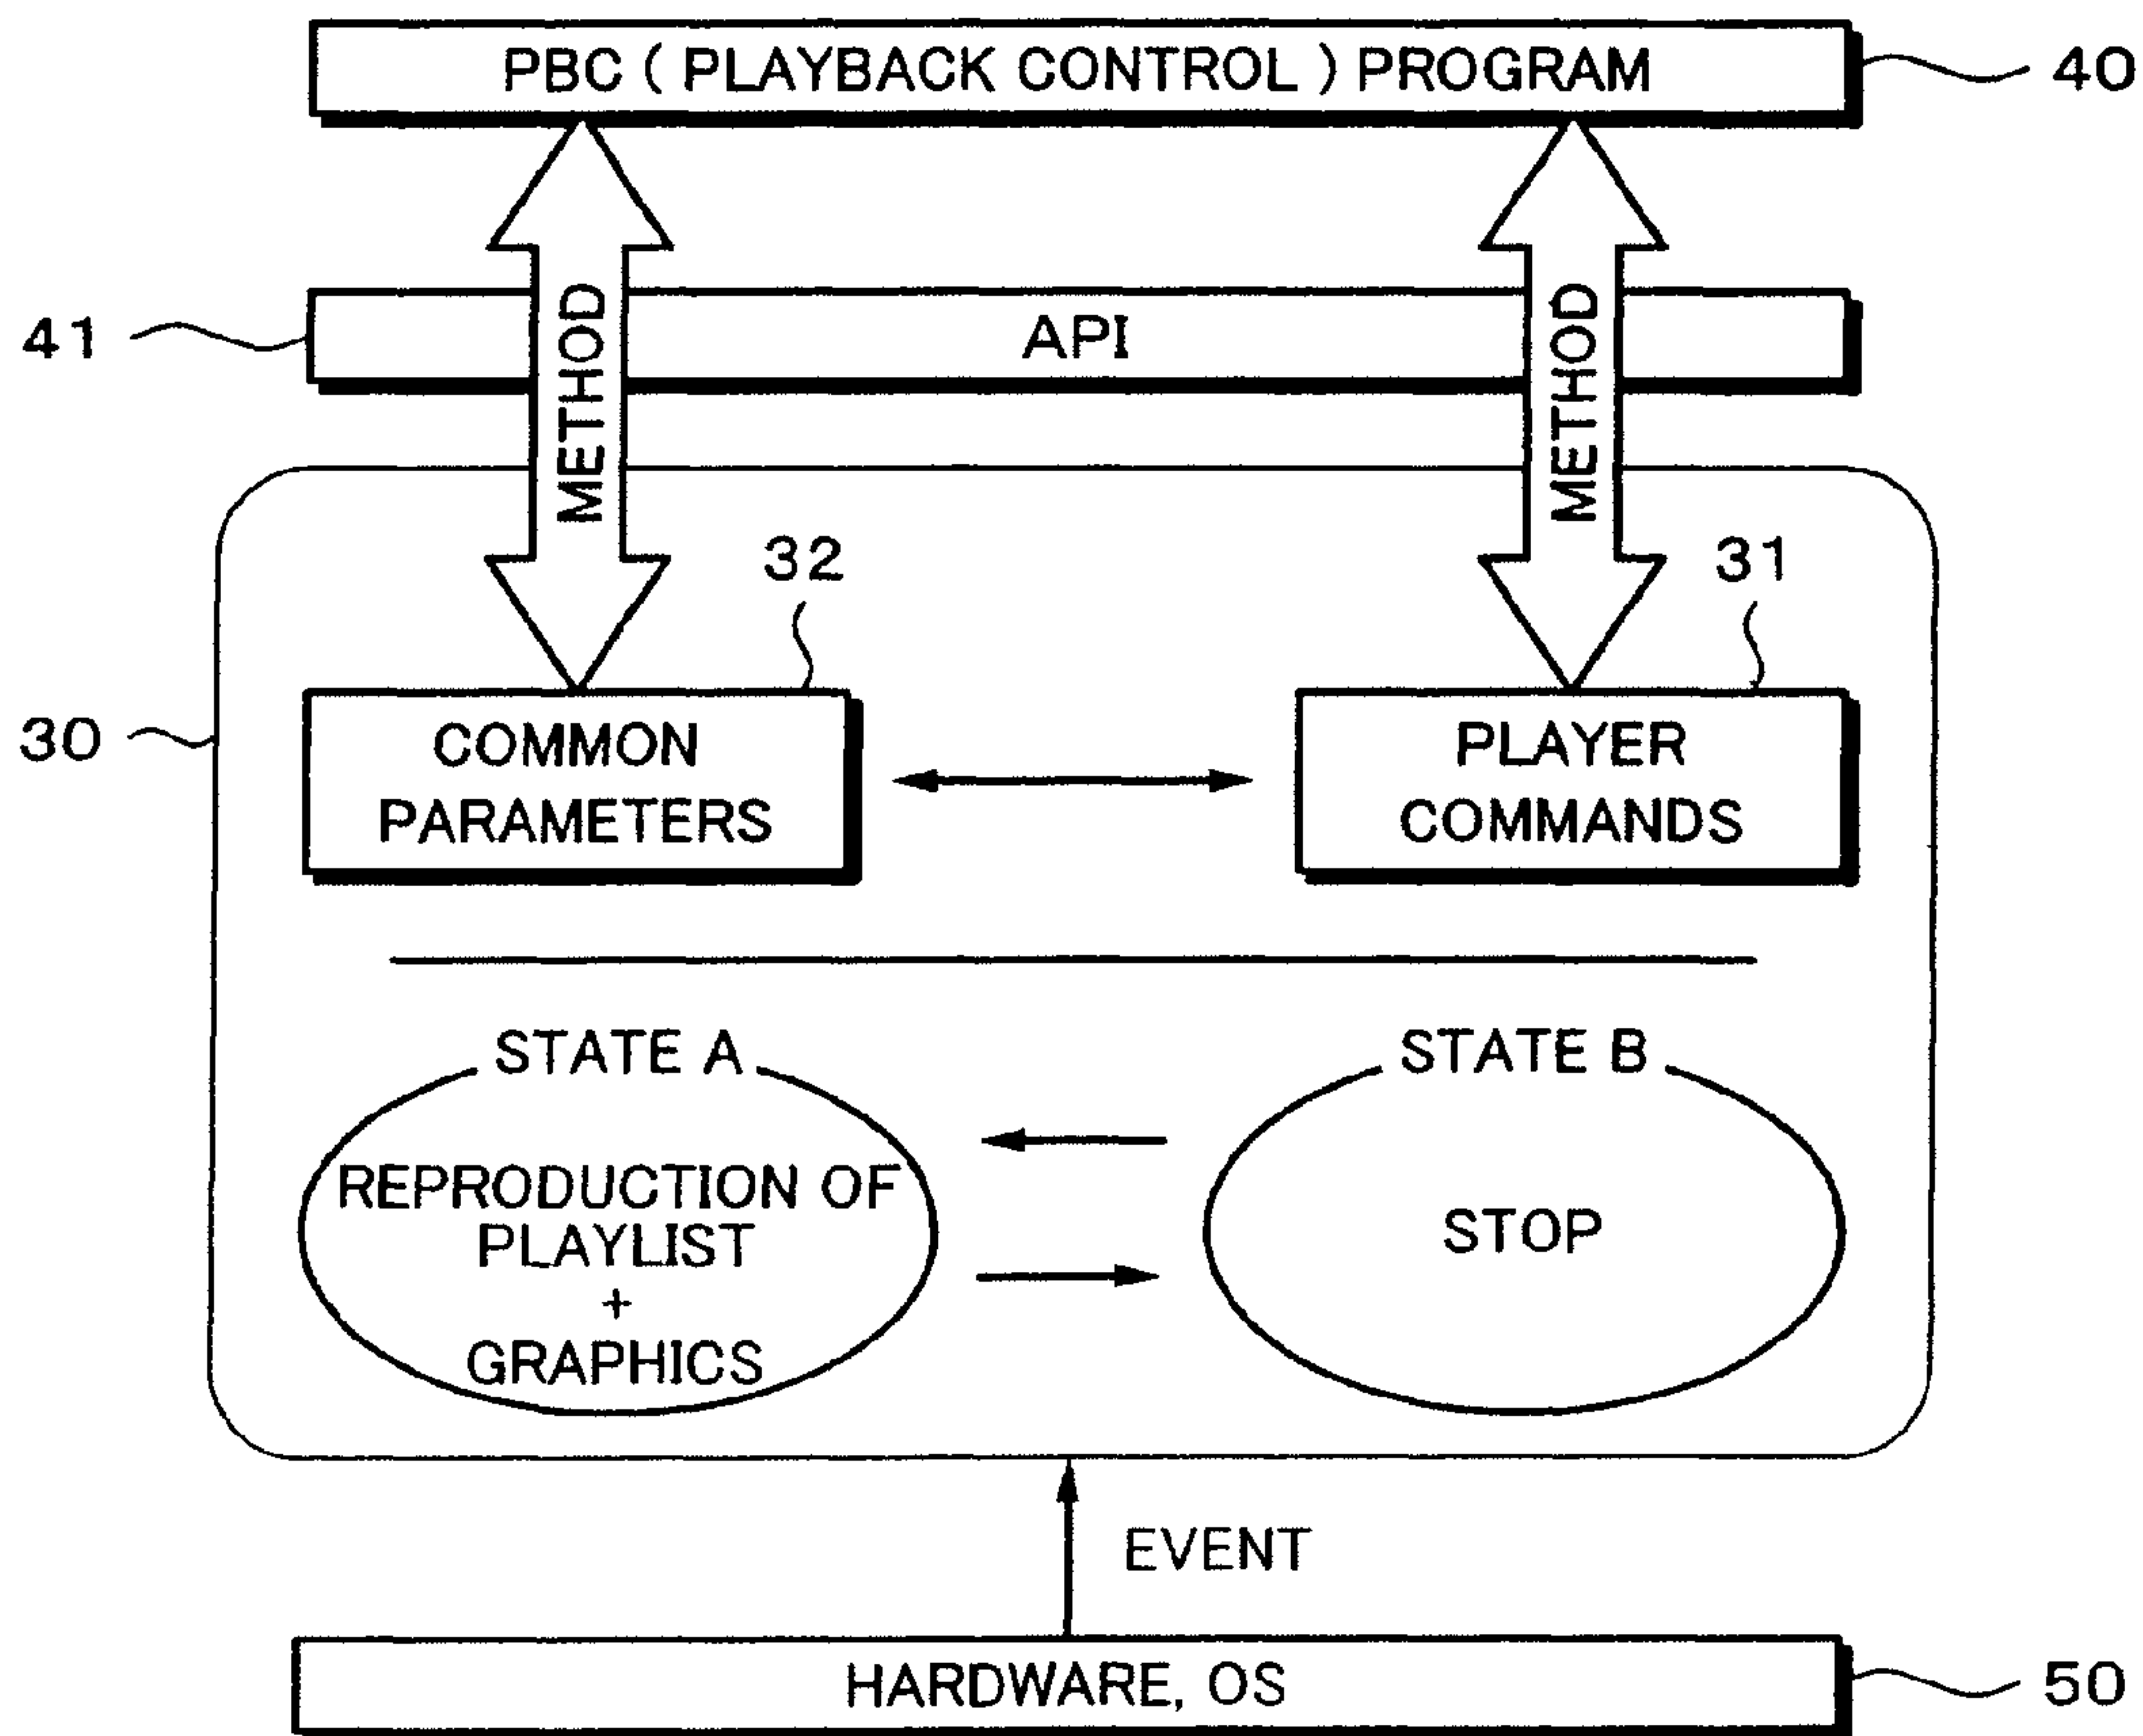 PBC ( PLAYBACK CONTROL ) PROGRAM
40
METHOD
METHOD
41
API
32
31
30
COMMON
PARAMETERS
PLAYER
COMMANDS
STATE A
STATE B
REPRODUCTION OF
PLAYLIST
+
GRAPHICS
STOP
EVENT
HARDWARE, OS
50